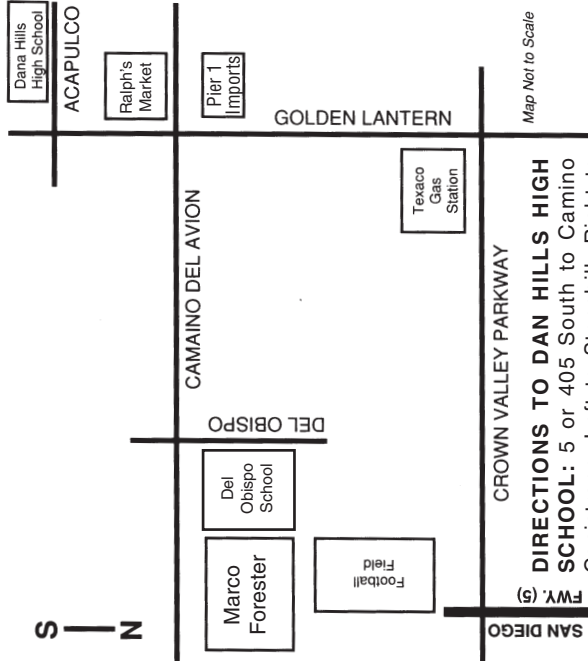 Dana Hills
High School
ACAPULCO
Ralph's
Market
Pier 1
Imports
GOLDEN LANTERN
Map Not to Scale
Texaco
Gas
Station
CAMAINO DEL AVION
DEL OBISPO
Del
Obispo
School
Marco
Forester
Football
Field
CROWN VALLEY PARKWAY
S
N
SAN DIEGO
FWY. (5)
DIRECTIONS TO DAN HILLS HIGH
SCHOOL: 5 or 405 South to Camino